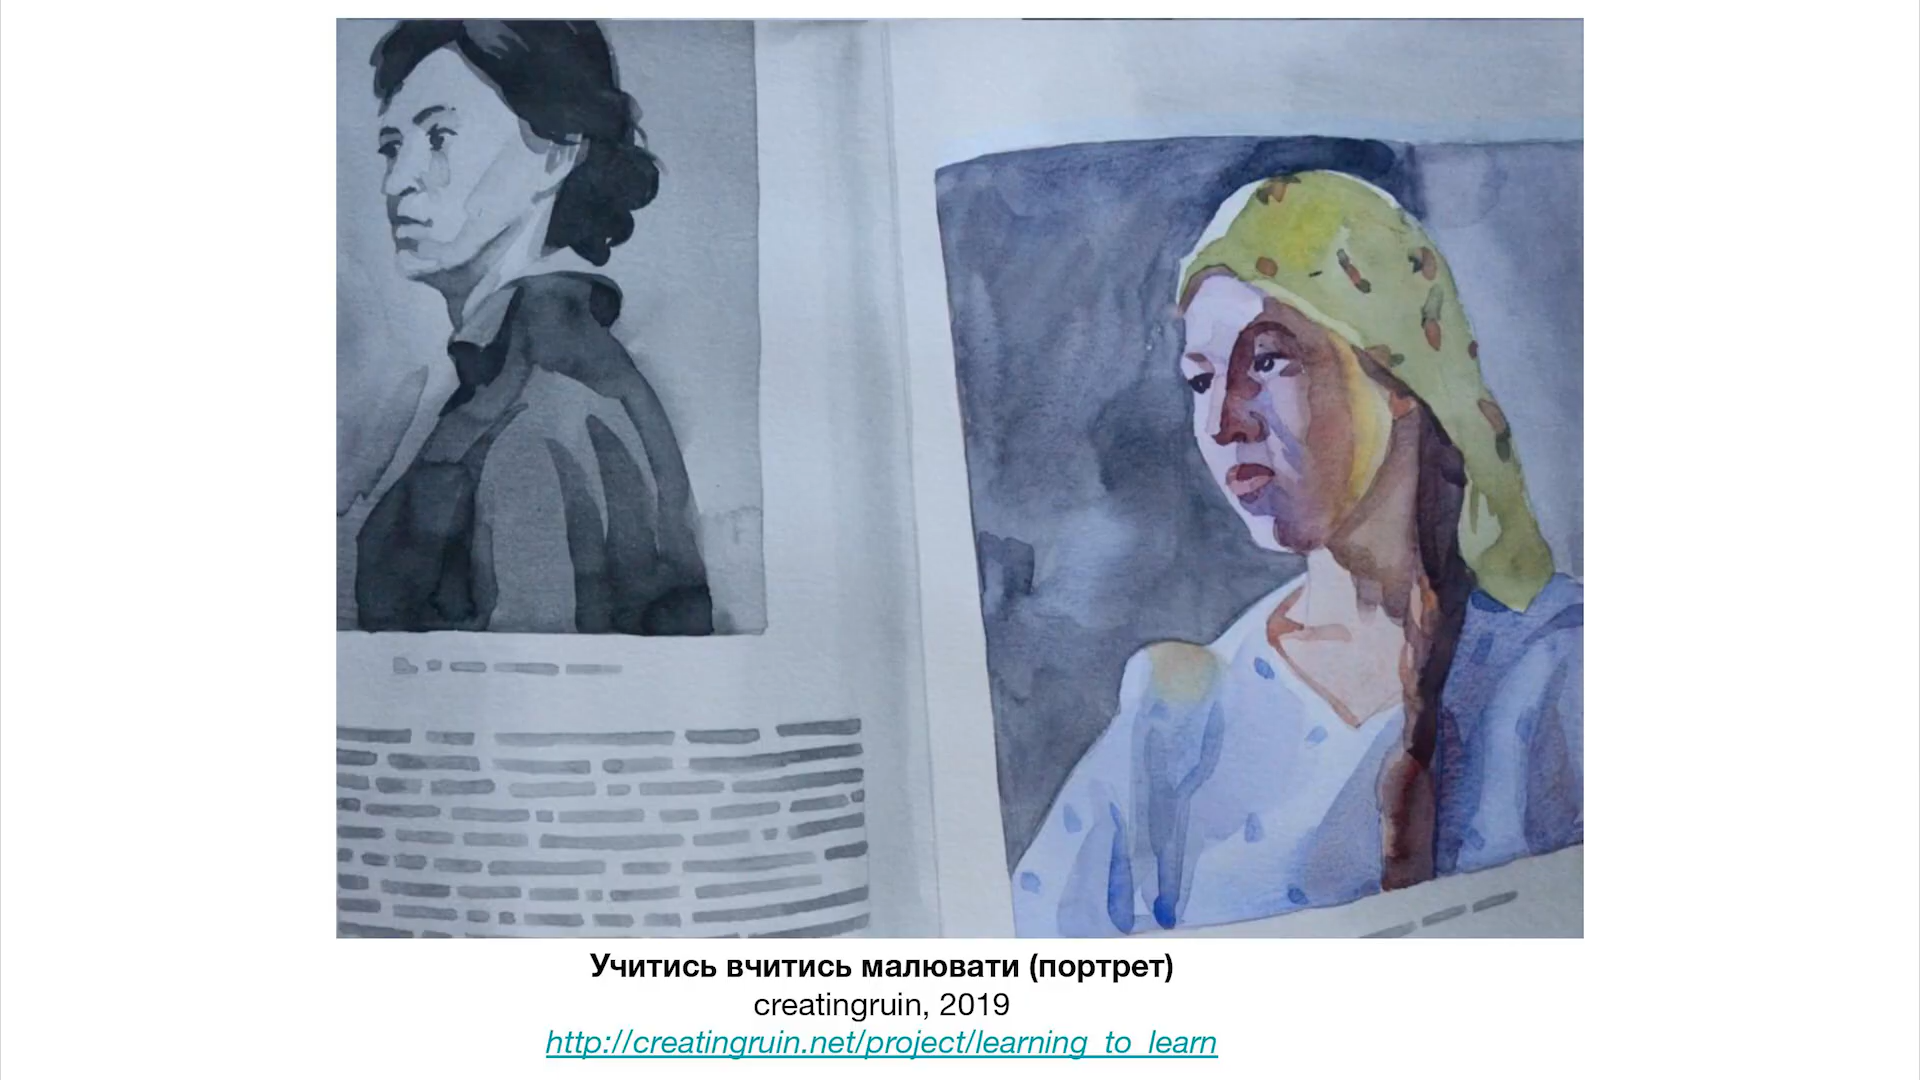 Учитись вчитись малювати (портрет)
creatingruin, 2019
http://creatingruin.net/project/learning_to_learn